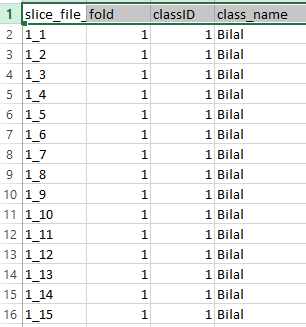 1 slice_file_ fold classID class_name
2 1_1 1 1 Bilal
3 1_2 1 1 Bilal
4 1_3 1 1 Bilal
5 1_4 1 1 Bilal
6 1_5 1 1 Bilal
7 1_6 1 1 Bilal
8 1_7 1 1 Bilal
9 1_8 1 1 Bilal
10 1_9 1 1 Bilal
11 1_10 1 1 Bilal
12 1_11 1 1 Bilal
13 1_12 1 1 Bilal
14 1_13 1 1 Bilal
15 1_14 1 1 Bilal
16 1_15 1 1 Bilal